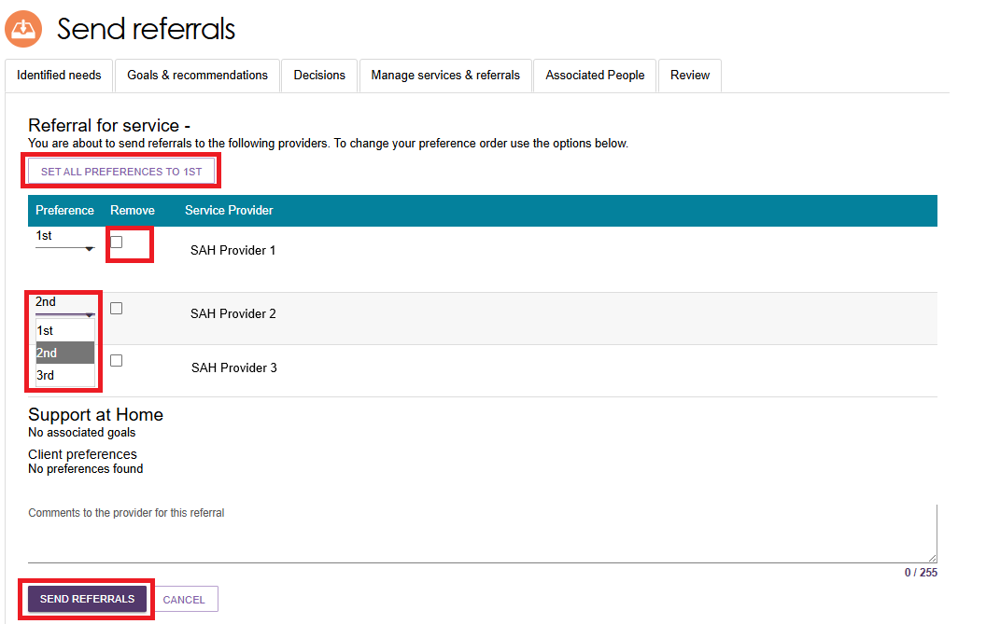 Send referrals
Identified needs
Goals & recommendations
Decisions
Manage services & referrals
Associated People
Review
Referral for service -
You are about to send referrals to the following providers. To change your preference order use the options below.
SET ALL PREFERENCES TO 1ST
Preference Remove Service Provider
1st
SAH Provider 1
2nd
SAH Provider 2
1st
2nd
3rd
SAH Provider 3
Support at Home
No associated goals
Client preferences
No preferences found
Comments to the provider for this referral
0 / 255
SEND REFERRALS
CANCEL